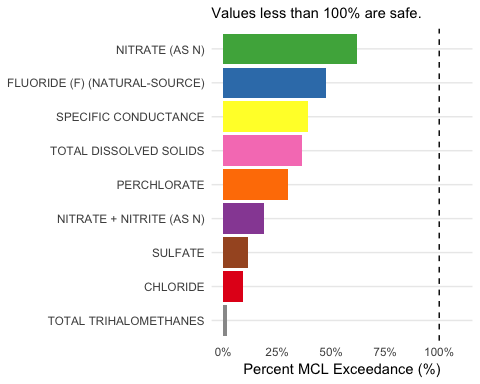 Values less than 100% are safe.
NITRATE (AS N)
FLUORIDE (F) (NATURAL-SOURCE)
SPECIFIC CONDUCTANCE
TOTAL DISSOLVED SOLIDS
PERCHLORATE
NITRATE + NITRITE (AS N)
SULFATE
CHLORIDE
TOTAL TRIHALOMETHANES
0% 25% 50% 75% 100%
Percent MCL Exceedance (%)